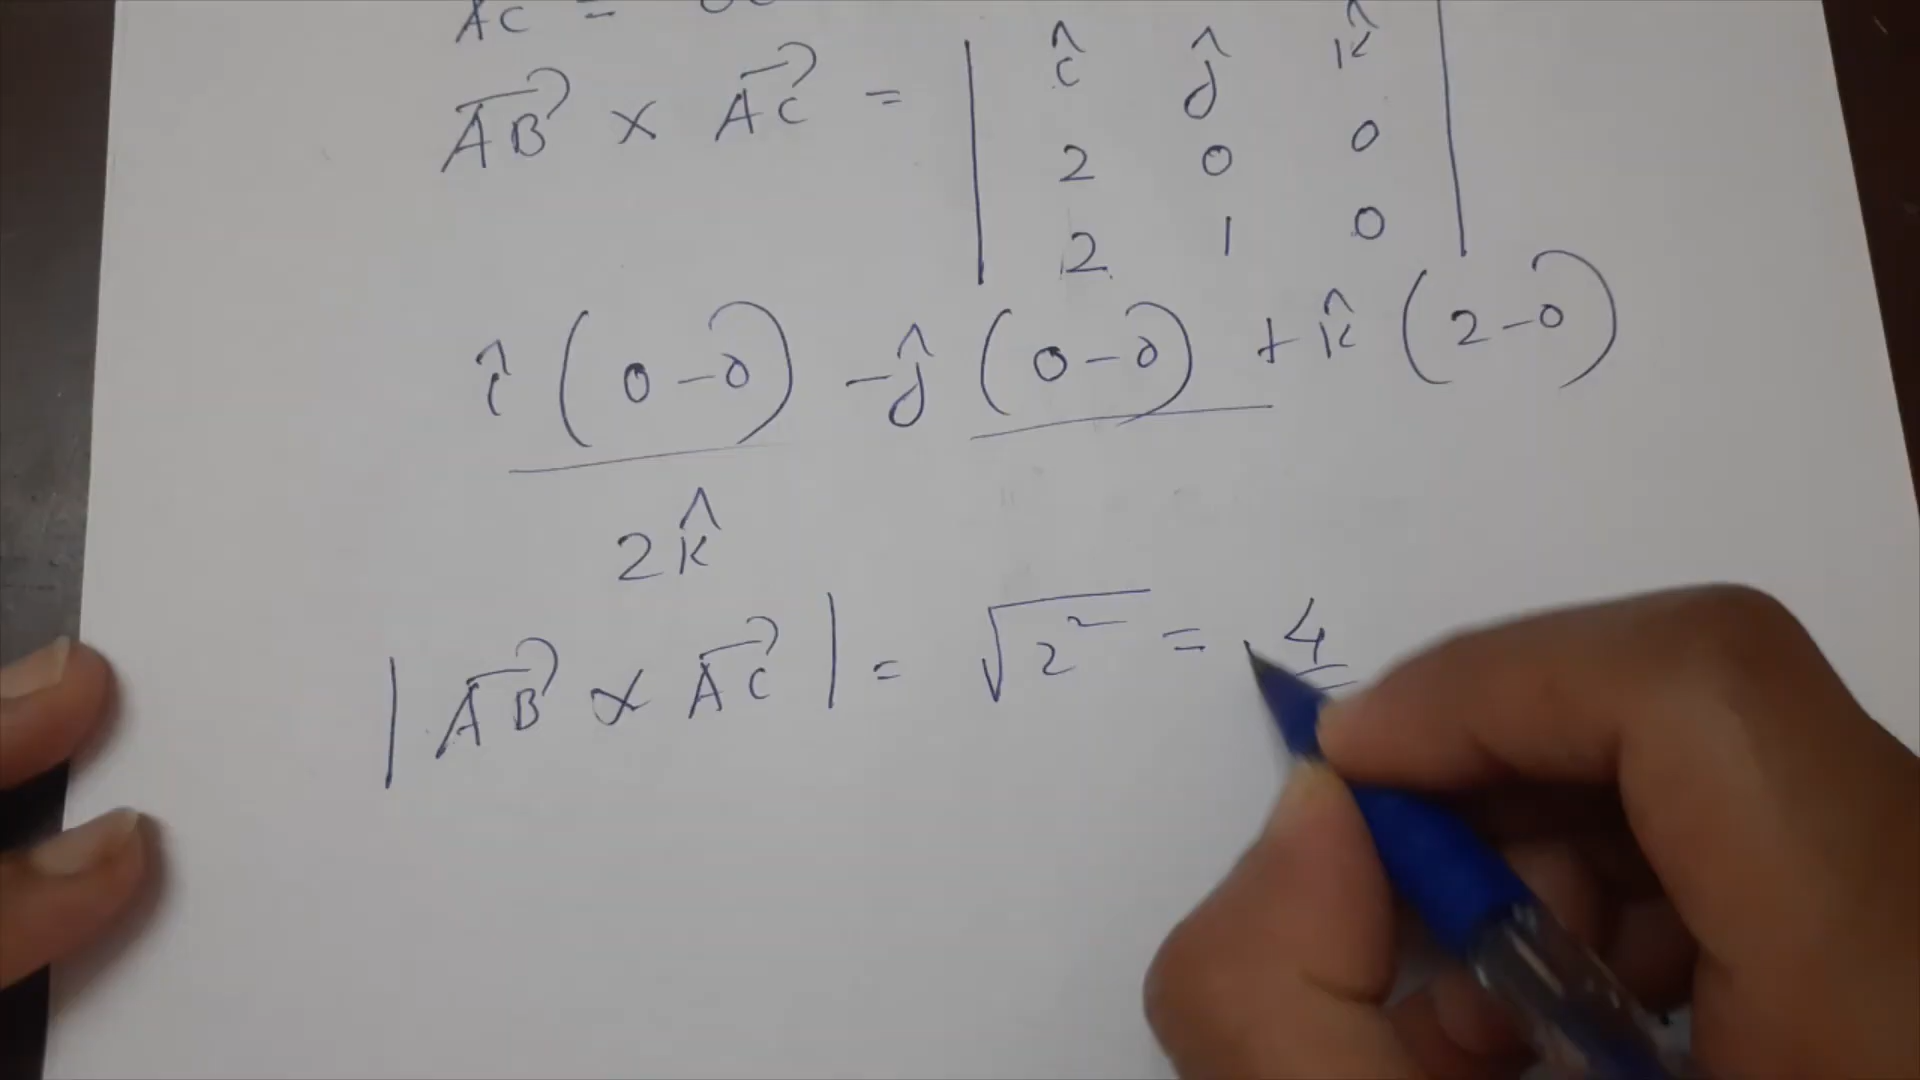 AC =
AB × AC = | î ĵ k̂
2 0 0
2 1 0 |
î (0-0) -ĵ (0-0) + k̂ (2-0)
2k̂
| AB × AC | = √2² = 4